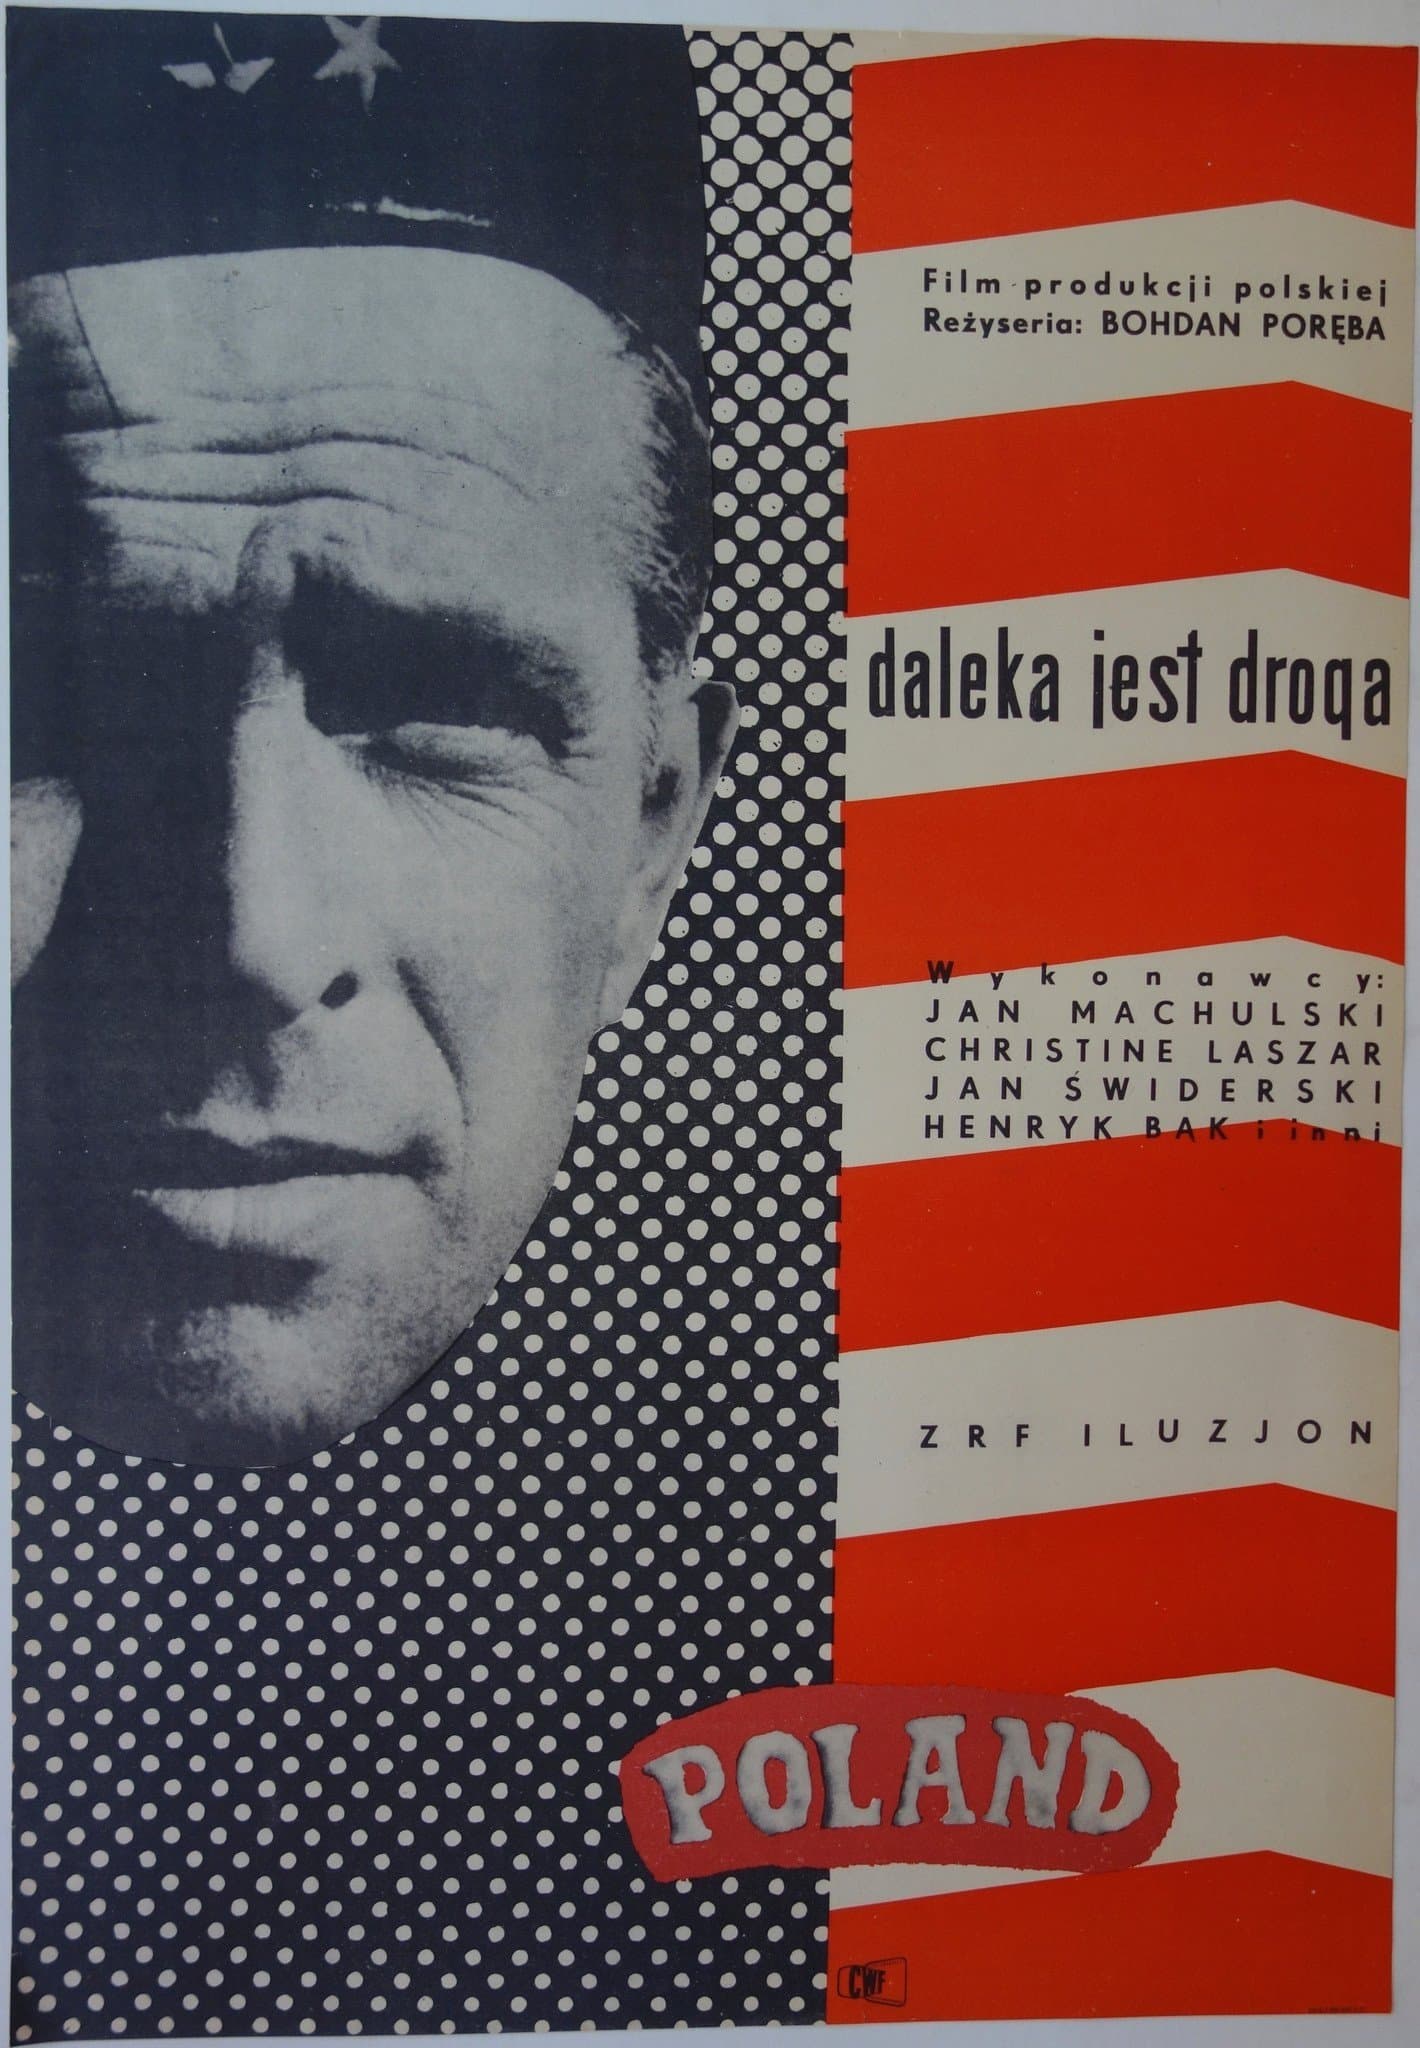 Film produkcji polskiej
Reżyseria: BOHDAN PORĘBA
daleka jest droga
Wykonawcy:
JAN MACHULSKI
CHRISTINE LASZAR
JAN ŚWIDERSKI
HENRYK BĄK i inni
ZRF ILUZJON
POLAND
CWF